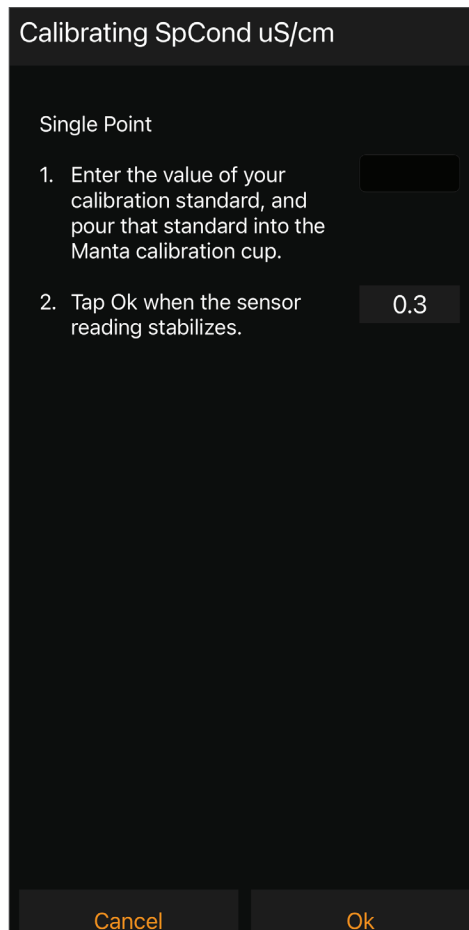 Calibrating SpCond uS/cm
Single Point
1. Enter the value of your
calibration standard, and
pour that standard into the
Manta calibration cup.
2. Tap Ok when the sensor 0.3
reading stabilizes.
Cancel Ok